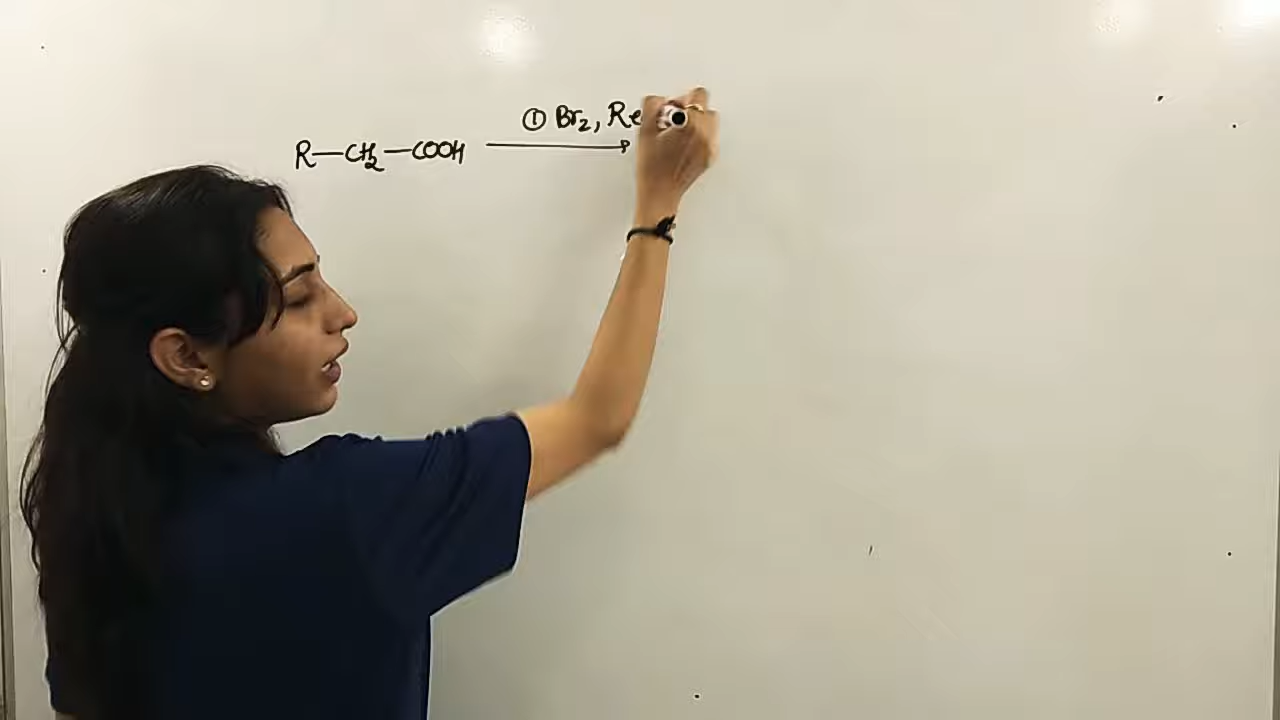 ① Br₂, Re
R—CH₂—COOH ⟶